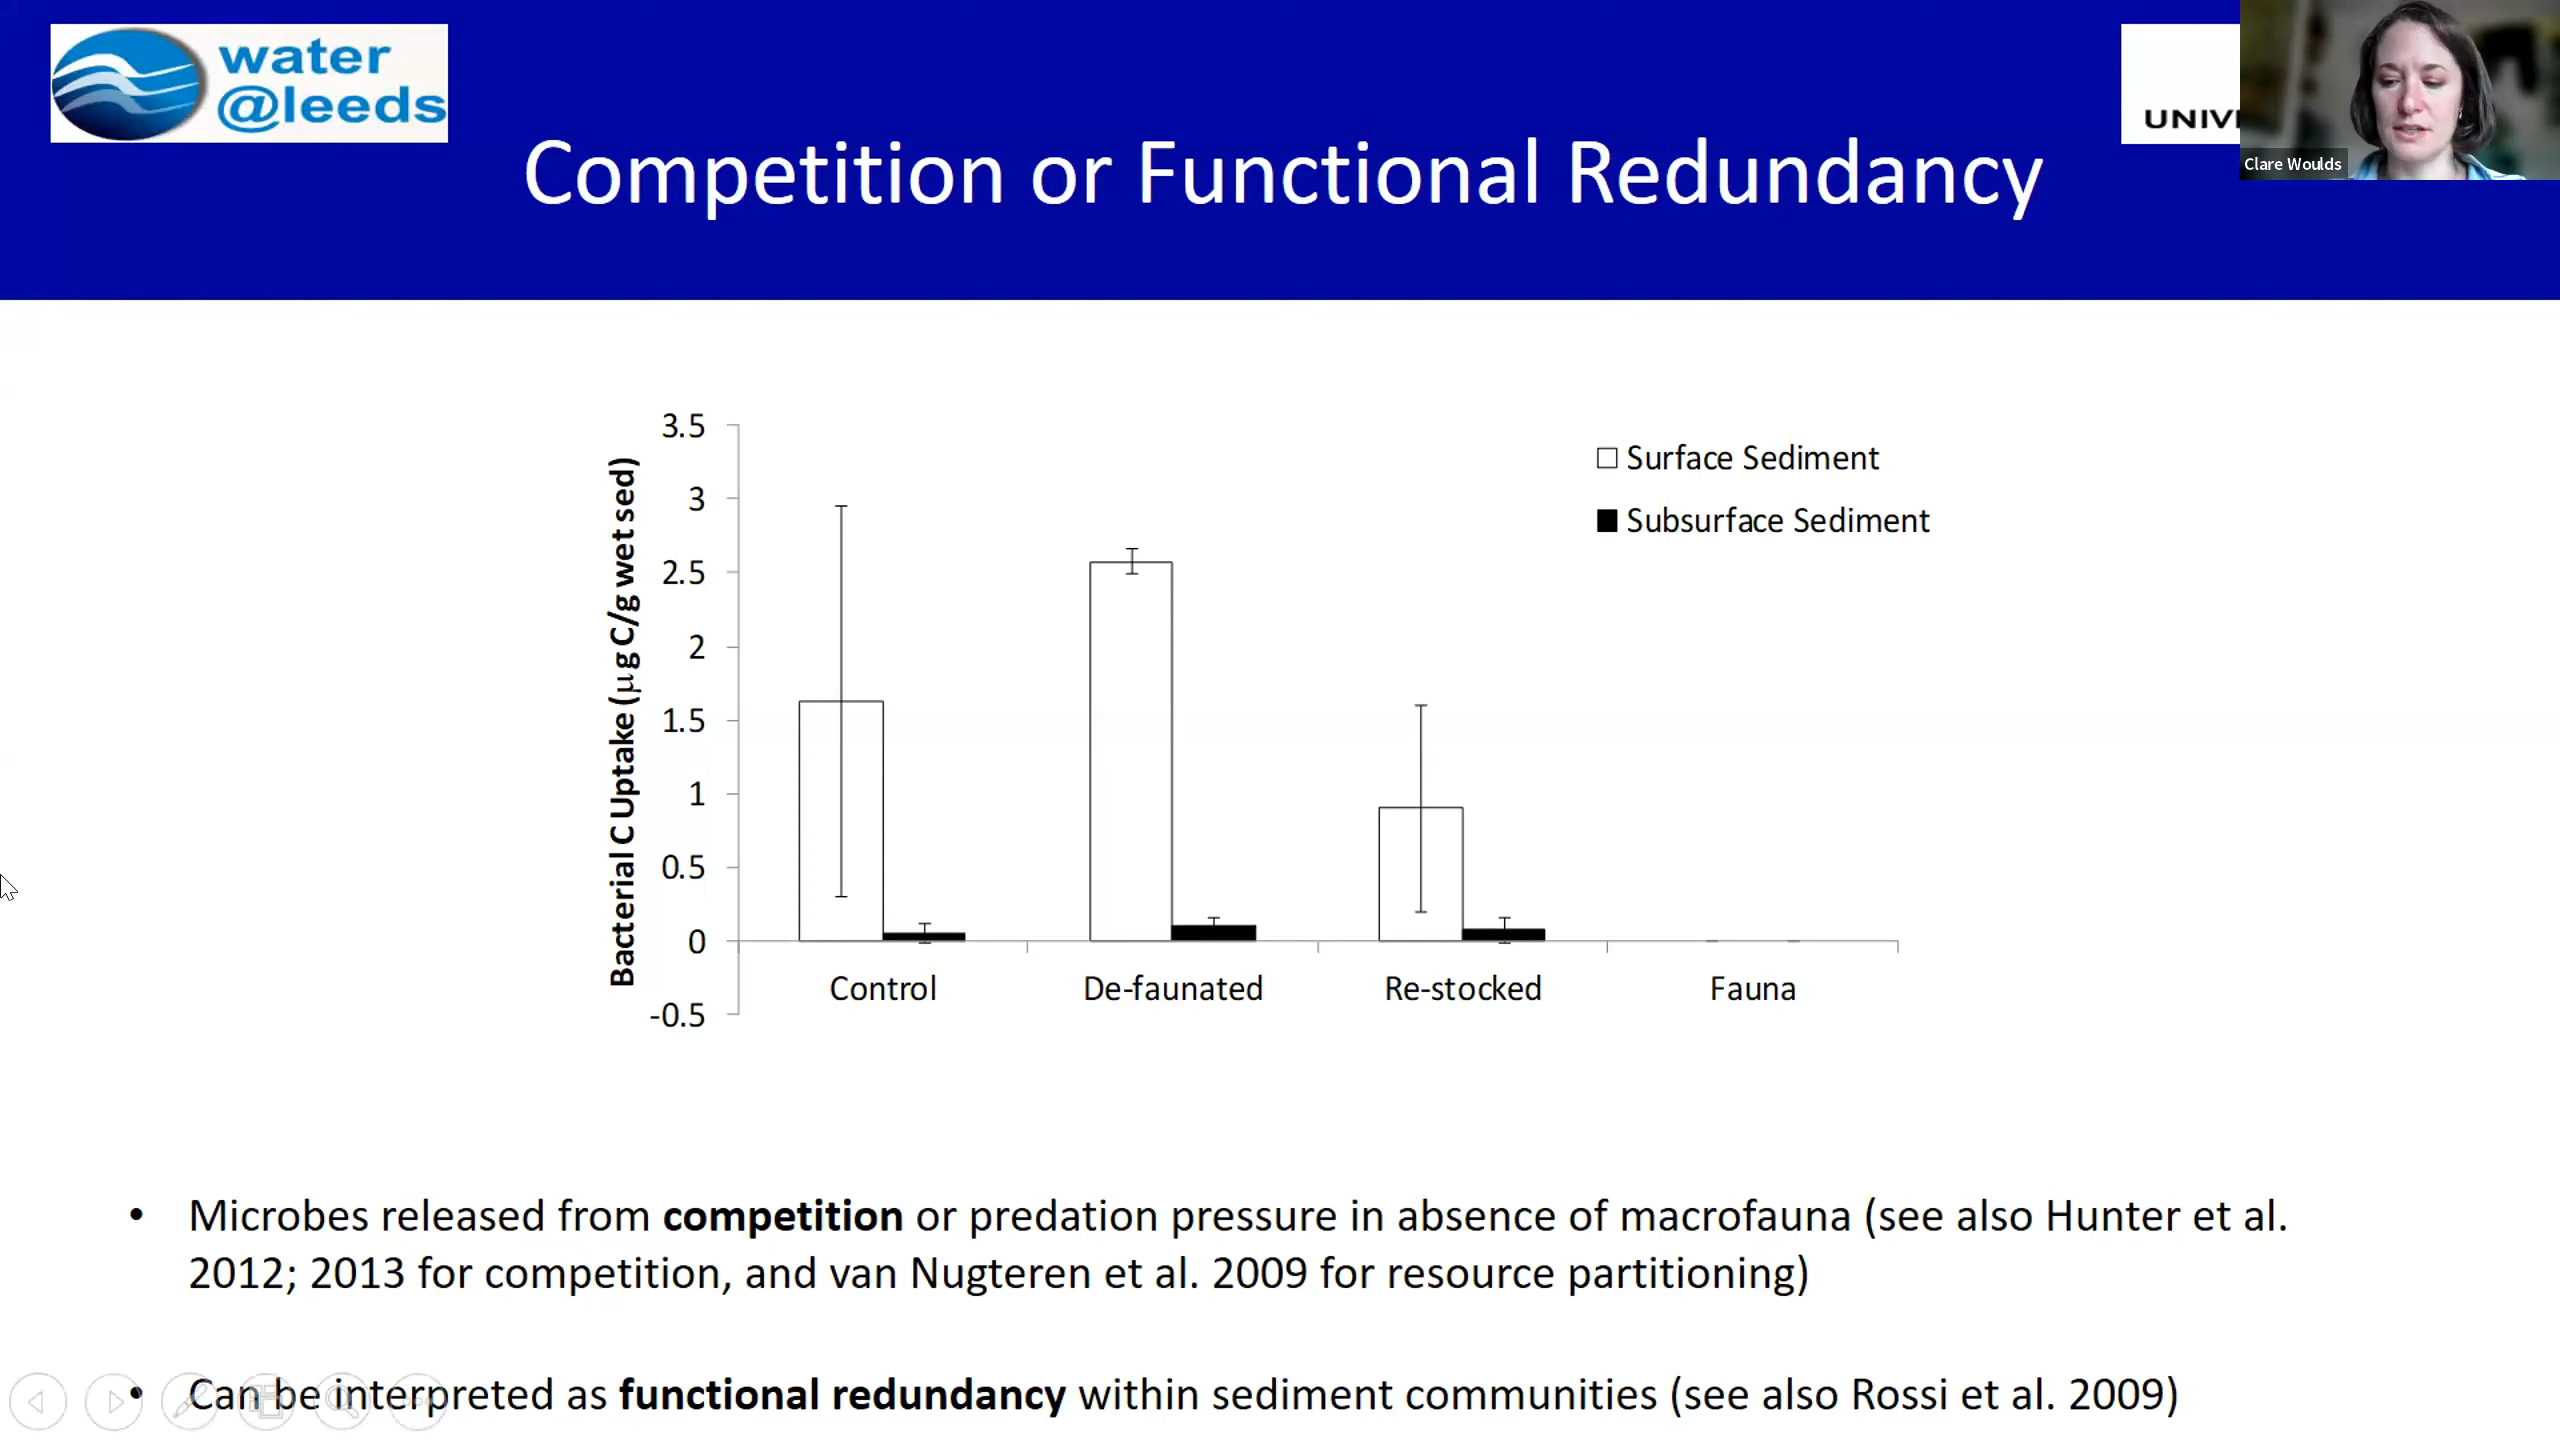 water
@leeds
UNIV
Clare Woulds
Competition or Functional Redundancy
Bacterial C Uptake (µg C/g wet sed)
3.5
3
2.5
2
1.5
1
0.5
0
-0.5
Surface Sediment
Subsurface Sediment
Control
De-faunated
Re-stocked
Fauna
• Microbes released from competition or predation pressure in absence of macrofauna (see also Hunter et al.
2012; 2013 for competition, and van Nugteren et al. 2009 for resource partitioning)
• Can be interpreted as functional redundancy within sediment communities (see also Rossi et al. 2009)